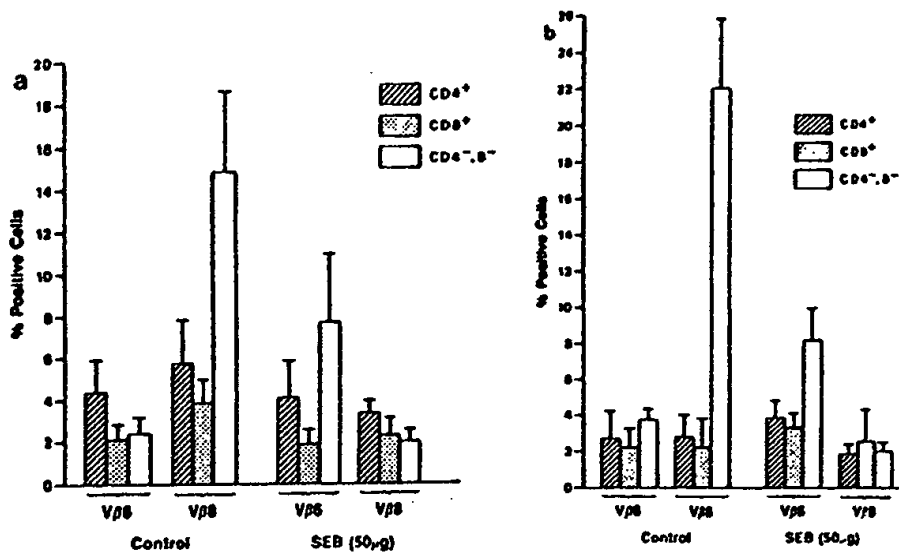 a
% Positive Cells
20
18
16
14
12
10
8
6
4
2
0
CD4⁺
CD8⁺
CD4⁻,8⁻
Vβ6
Vβ8
Vβ6
Vβ8
Control
SEB (50μg)
b
% Positive Cells
26
24
22
20
18
16
14
12
10
8
6
4
2
0
CD4⁺
CD8⁺
CD4⁻,8⁻
Vβ6
Vβ8
Vβ6
Vβ8
Control
SEB (50μg)